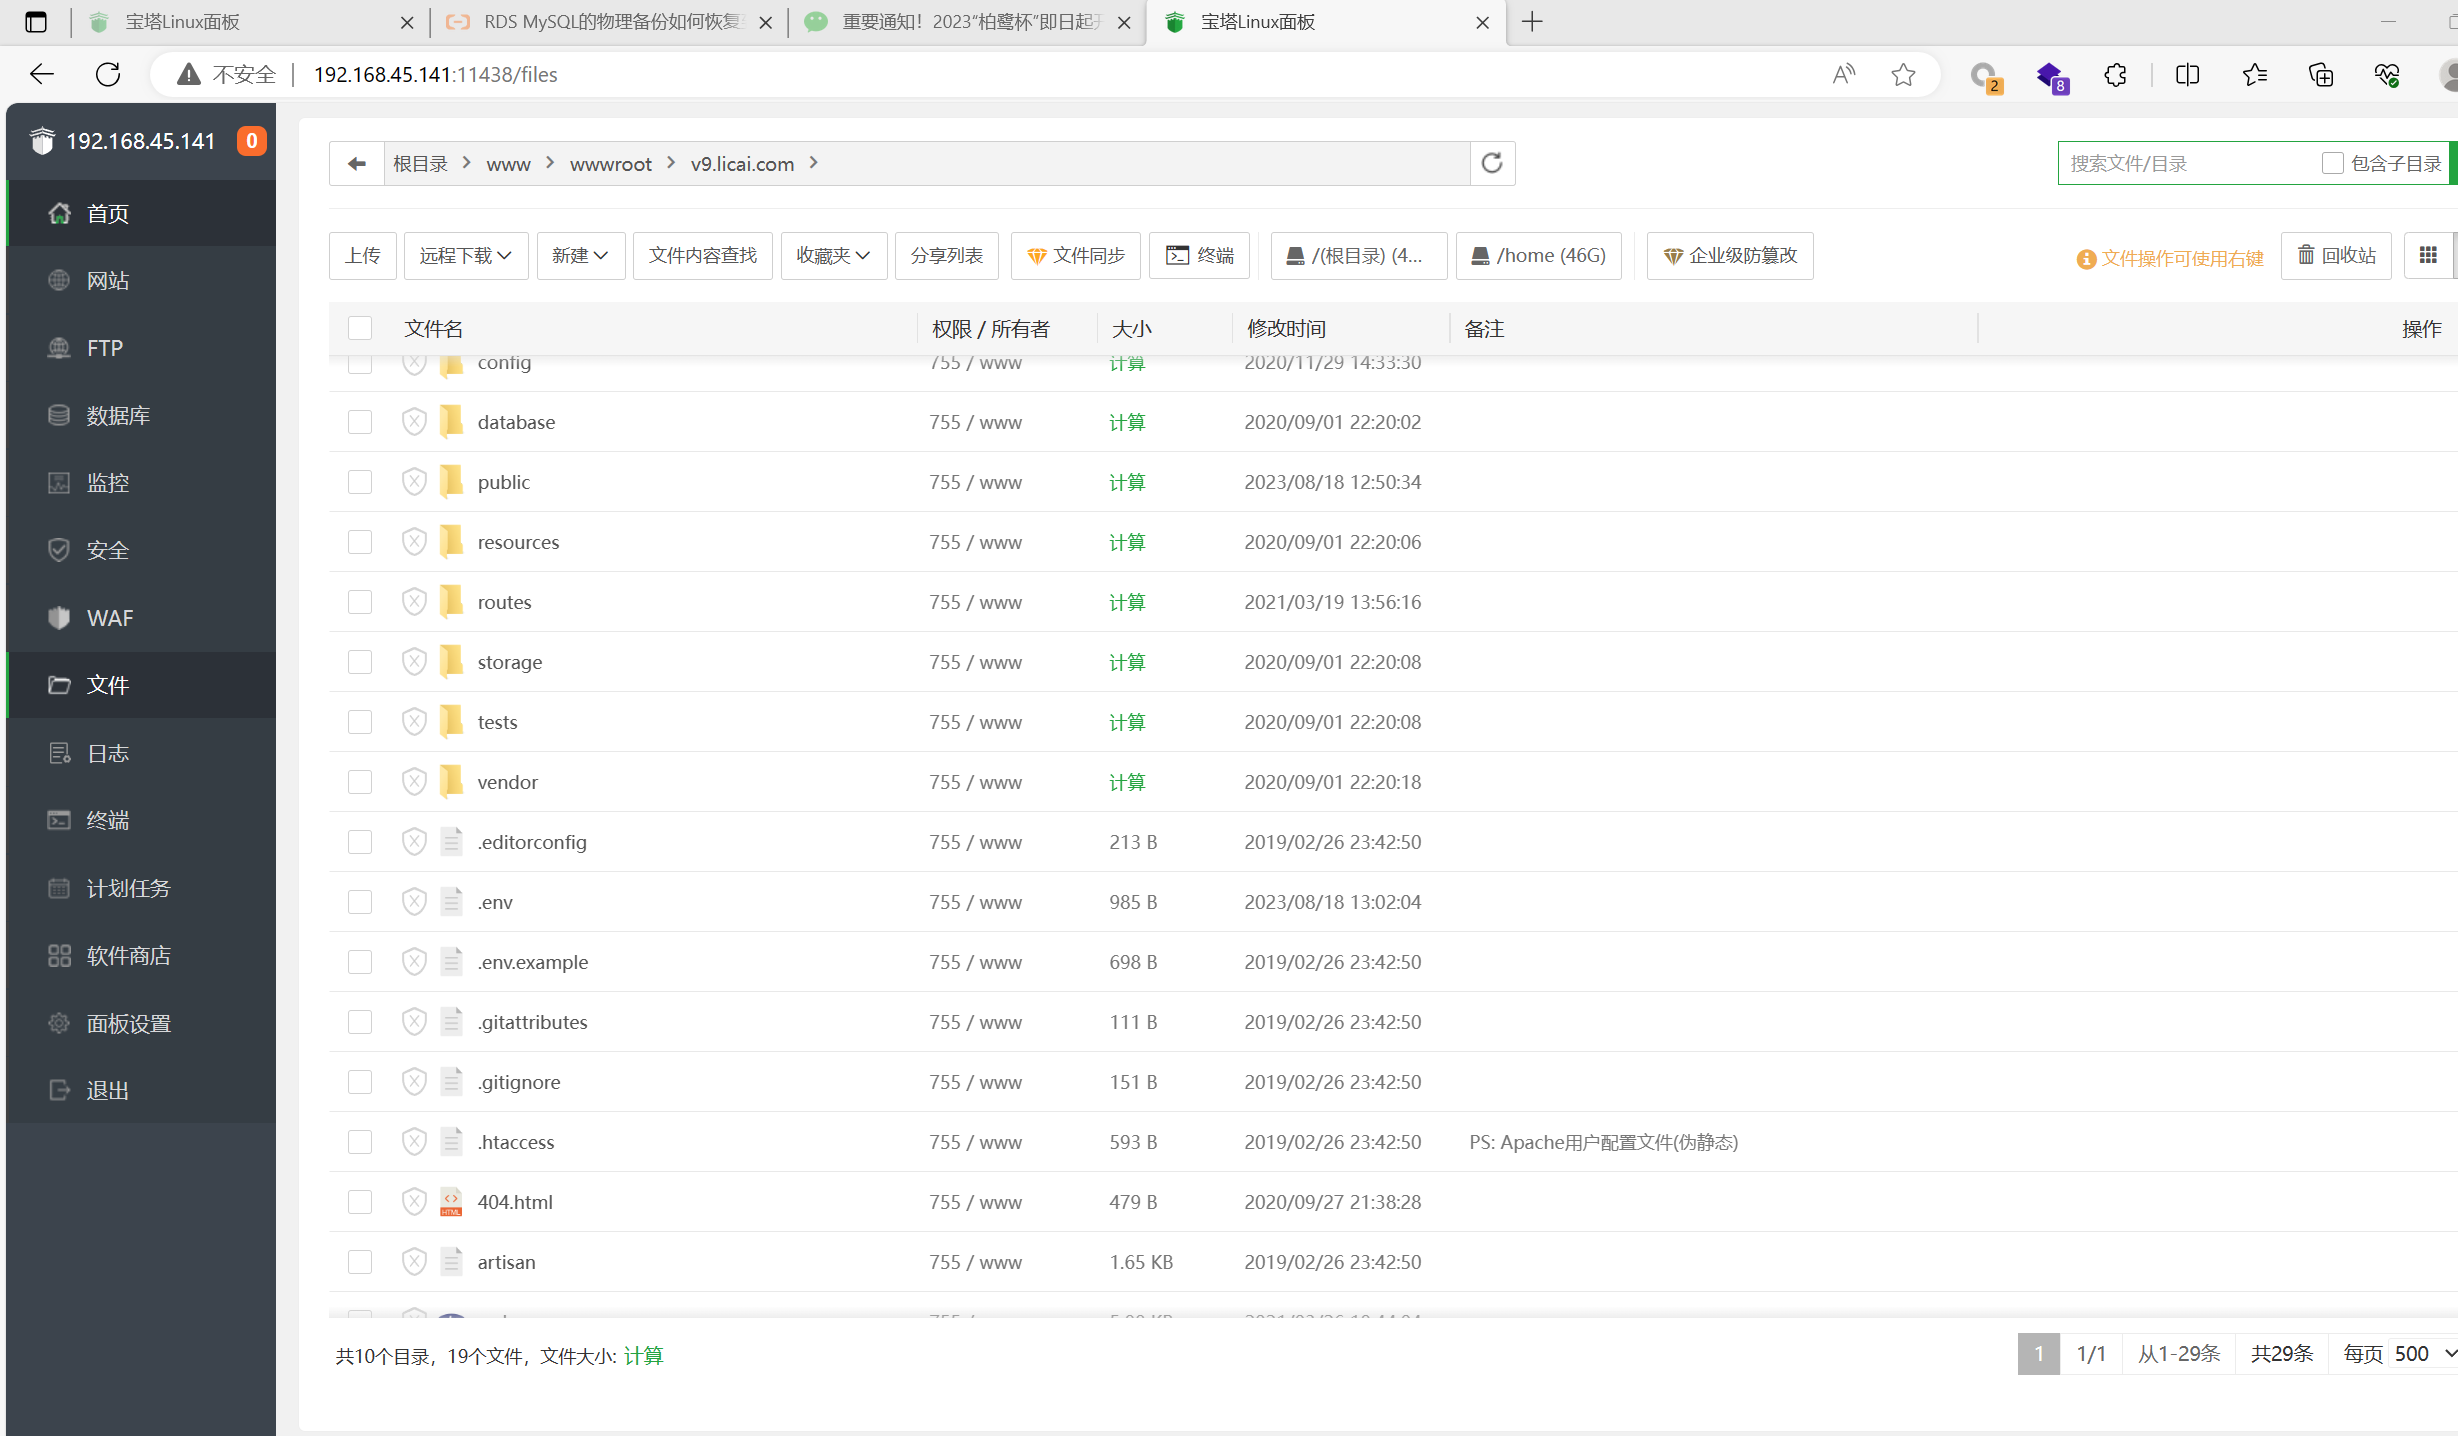 宝塔Linux面板
RDS MySQL的物理备份如何恢复
重要通知！2023“柏鹭杯”即日起开
宝塔Linux面板
不安全 192.168.45.141:11438/files
2
8
192.168.45.141 0
首页
网站
FTP
数据库
监控
安全
WAF
文件
日志
终端
计划任务
软件商店
面板设置
退出
根目录 > www > wwwroot > v9.licai.com >
搜索文件/目录 包含子目录
上传 远程下载 新建 文件内容查找 收藏夹 分享列表 文件同步 终端 /(根目录) (4... /home (46G) 企业级防篡改 文件操作可使用右键 回收站
文件名 权限 / 所有者 大小 修改时间 备注 操作
config 755 / www 计算 2020/11/29 14:33:30
database 755 / www 计算 2020/09/01 22:20:02
public 755 / www 计算 2023/08/18 12:50:34
resources 755 / www 计算 2020/09/01 22:20:06
routes 755 / www 计算 2021/03/19 13:56:16
storage 755 / www 计算 2020/09/01 22:20:08
tests 755 / www 计算 2020/09/01 22:20:08
vendor 755 / www 计算 2020/09/01 22:20:18
.editorconfig 755 / www 213 B 2019/02/26 23:42:50
.env 755 / www 985 B 2023/08/18 13:02:04
.env.example 755 / www 698 B 2019/02/26 23:42:50
.gitattributes 755 / www 111 B 2019/02/26 23:42:50
.gitignore 755 / www 151 B 2019/02/26 23:42:50
.htaccess 755 / www 593 B 2019/02/26 23:42:50 PS: Apache用户配置文件(伪静态)
404.html 755 / www 479 B 2020/09/27 21:38:28
artisan 755 / www 1.65 KB 2019/02/26 23:42:50
共10个目录，19个文件，文件大小: 计算
1 1/1 从1-29条 共29条 每页 500